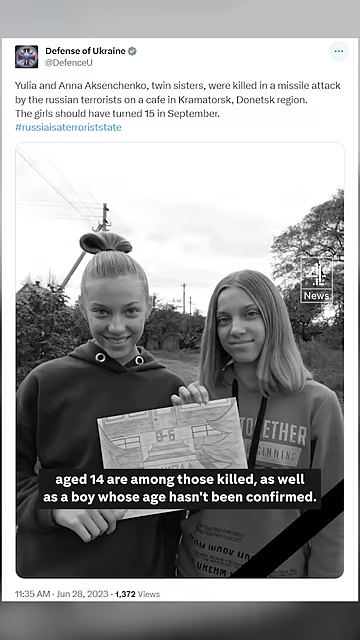 Defense of Ukraine
@DefenceU
Yulia and Anna Aksenchenko, twin sisters, were killed in a missile attack
by the russian terrorists on a cafe in Kramatorsk, Donetsk region.
The girls should have turned 15 in September.
#russiaisaterroriststate
4
News
9-Б
TOGETHER
BEGINNING
aged 14 are among those killed, as well
as a boy whose age hasn't been confirmed.
11:35 AM · Jun 28, 2023 · 1,372 Views